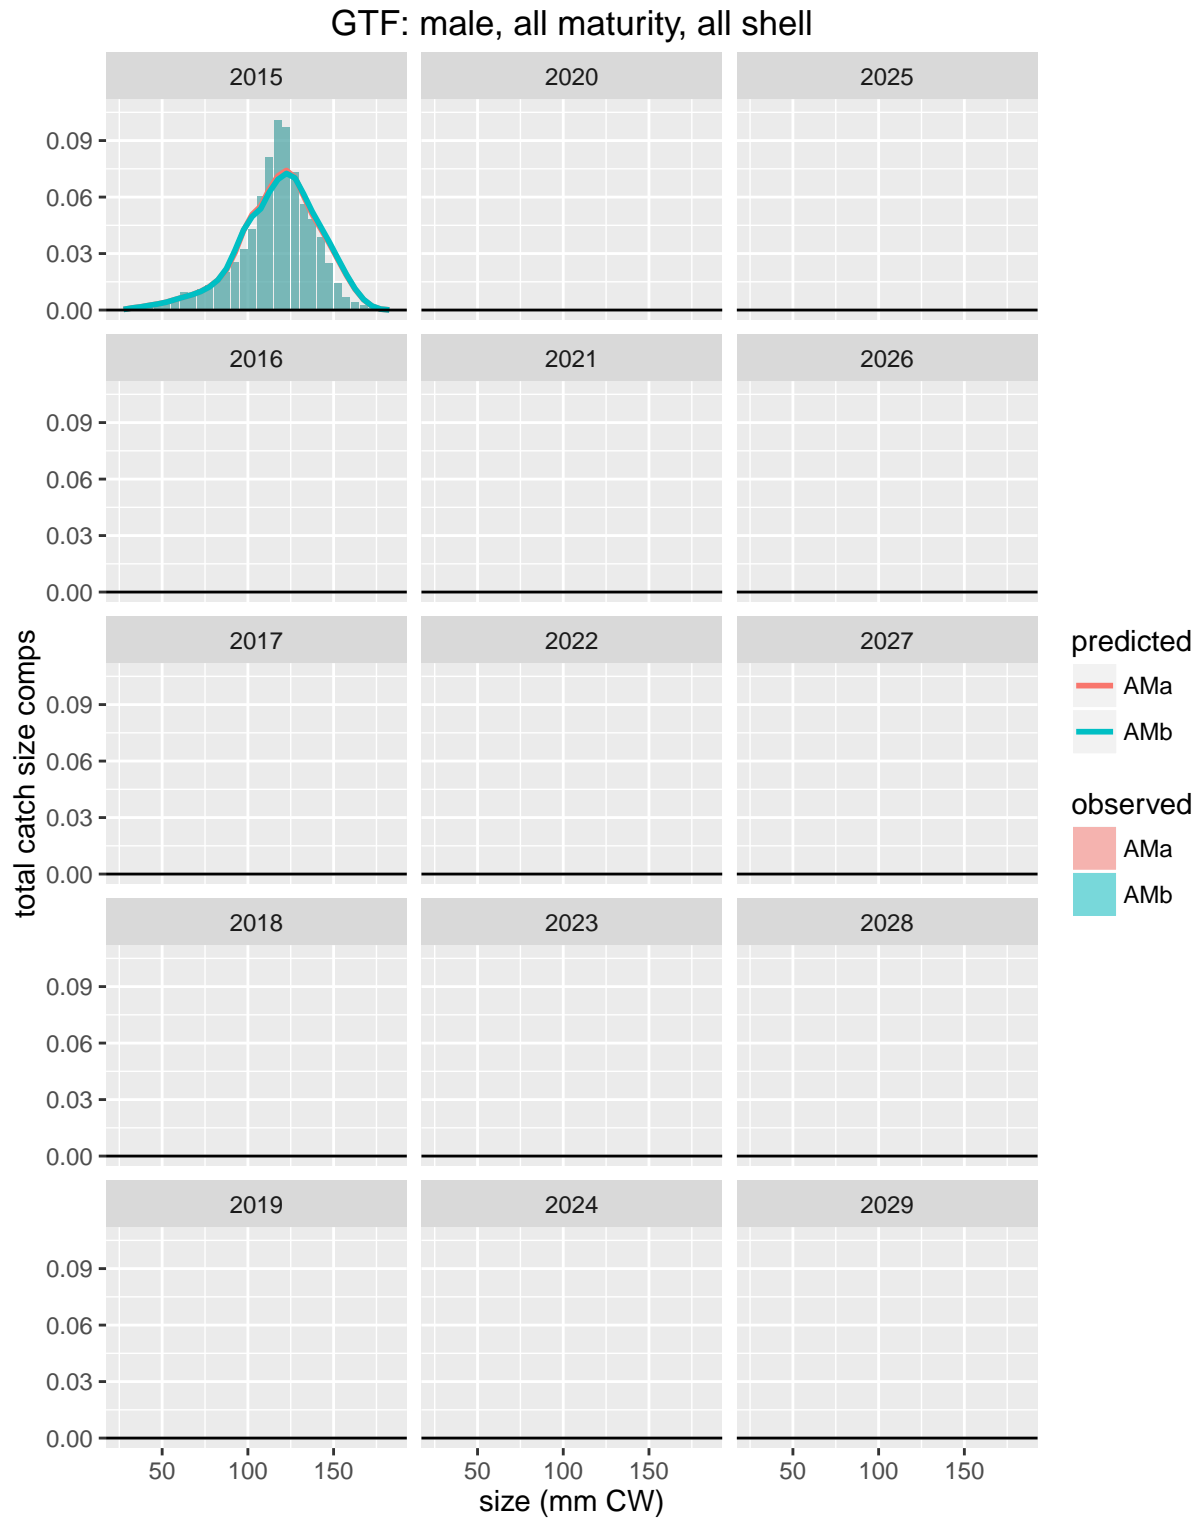 GTF: male, all maturity, all shell
2015 2020 2025
0.09
0.06
0.03
0.00
2016 2021 2026
0.09
0.06
0.03
0.00
2017 2022 2027
0.09
0.06
0.03
0.00
2018 2023 2028
0.09
0.06
0.03
0.00
2019 2024 2029
0.09
0.06
0.03
0.00
50 100 150 50 100 150 50 100 150
size (mm CW)
total catch size comps
predicted
AMa
AMb
observed
AMa
AMb